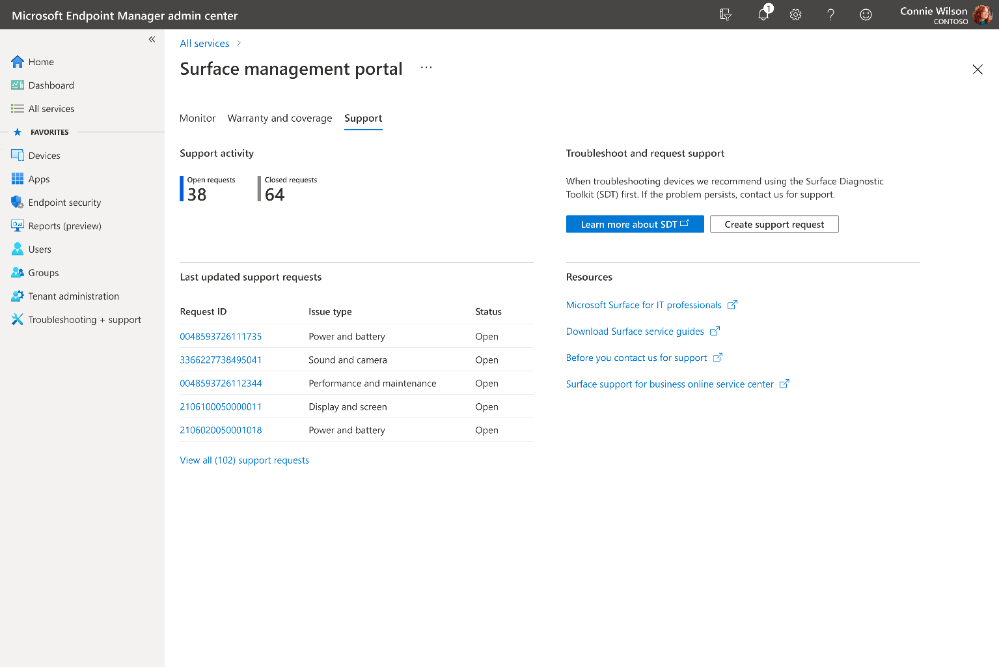 Microsoft Endpoint Manager admin center
1
Connie Wilson
CONTOSO
«
Home
Dashboard
All services
FAVORITES
Devices
Apps
Endpoint security
Reports (preview)
Users
Groups
Tenant administration
Troubleshooting + support
All services >
Surface management portal ...
Monitor Warranty and coverage Support
Support activity
Open requests
38
Closed requests
64
Troubleshoot and request support
When troubleshooting devices we recommend using the Surface Diagnostic
Toolkit (SDT) first. If the problem persists, contact us for support.
Learn more about SDT
Create support request
Last updated support requests
Request ID Issue type Status
0048593726111735 Power and battery Open
3366227738495041 Sound and camera Open
0048593726112344 Performance and maintenance Open
2106100050000011 Display and screen Open
2106020050001018 Power and battery Open
View all (102) support requests
Resources
Microsoft Surface for IT professionals
Download Surface service guides
Before you contact us for support
Surface support for business online service center